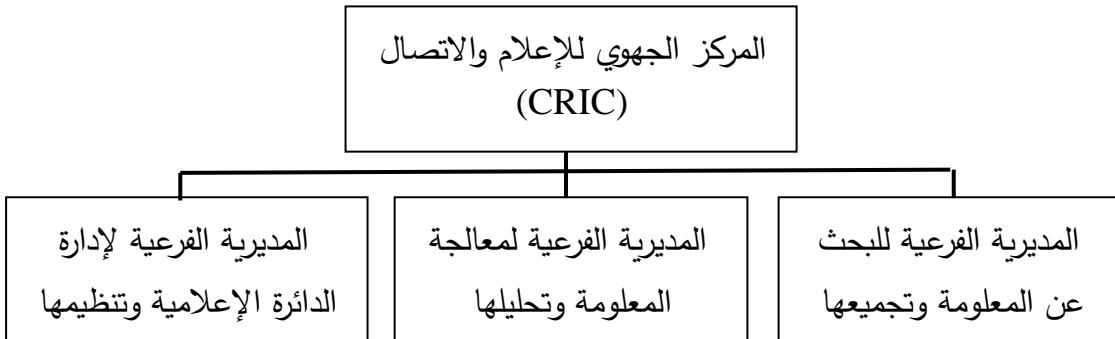 المركز الجهوي للإعلام والاتصال
(CRIC)
المديرية الفرعية للبحث
عن المعلومة وتجميعها
المديرية الفرعية لمعالجة
المعلومة وتحليلها
المديرية الفرعية لإدارة
الدائرة الإعلامية وتنظيمها